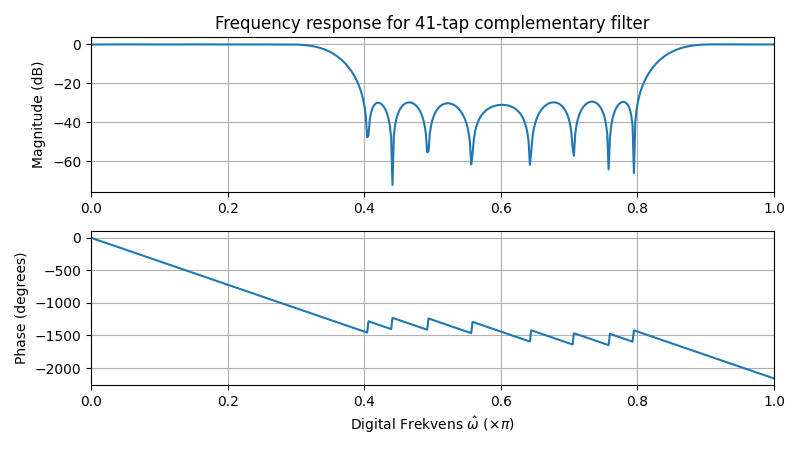 Frequency response for 41-tap complementary filter
Magnitude (dB)
0
−20
−40
−60
0.0 0.2 0.4 0.6 0.8 1.0
Phase (degrees)
0
−500
−1000
−1500
−2000
0.0 0.2 0.4 0.6 0.8 1.0
Digital Frekvens ω̂ (×π)